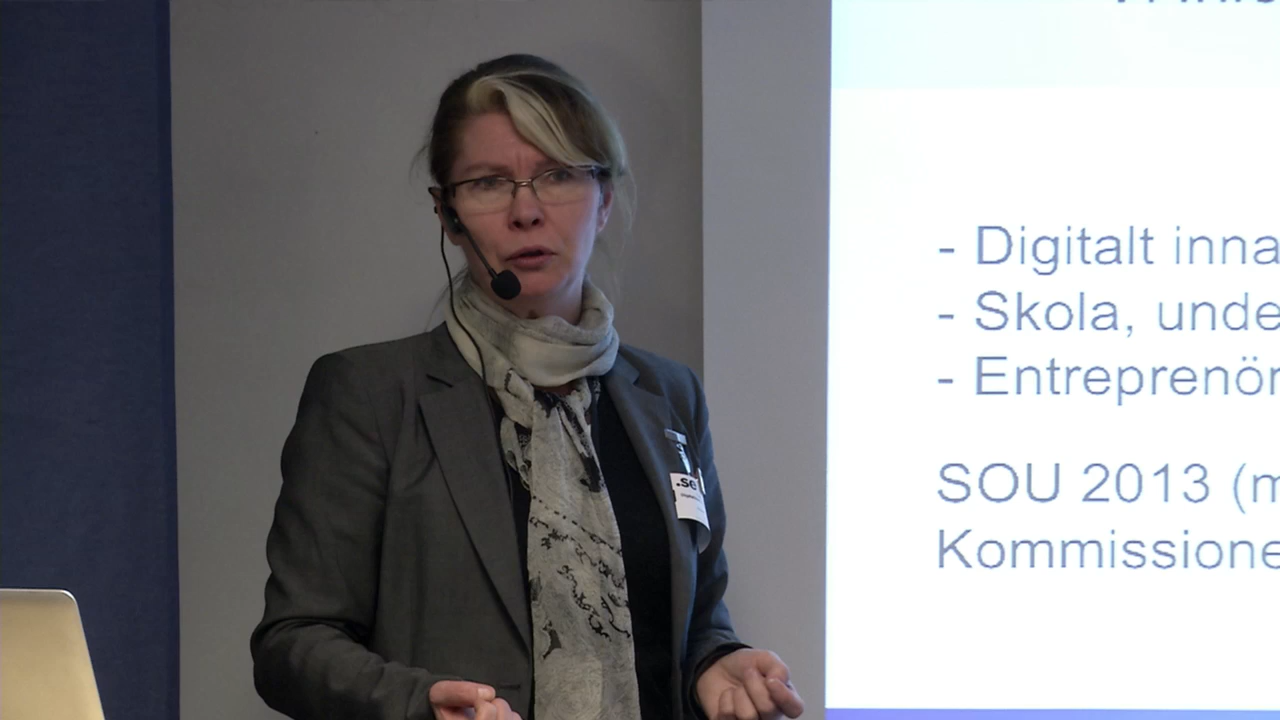 - Digitalt inna
- Skola, unde
- Entreprenör
SOU 2013 (m
Kommissione
.se